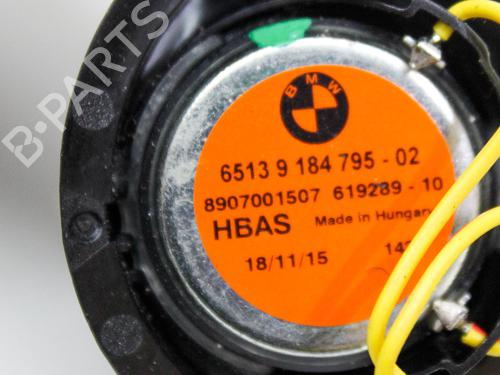 B-PARTS
BMW
6513 9 184 795 - 02
8907001507 619289 - 10
HBAS Made in Hungary
18/11/15